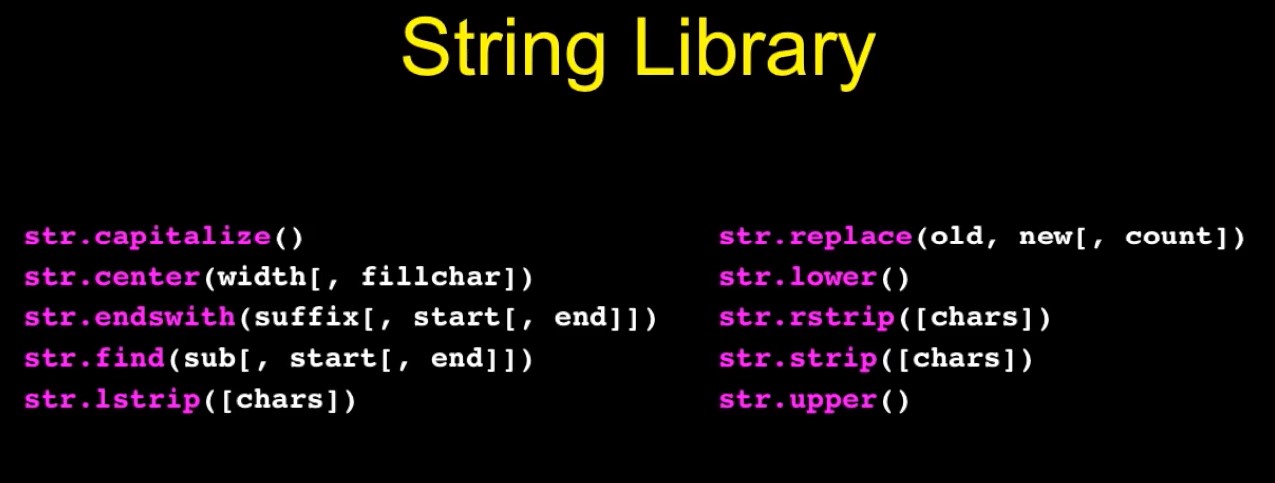 String Library
str.capitalize()
str.center(width[, fillchar])
str.endswith(suffix[, start[, end]])
str.find(sub[, start[, end]])
str.lstrip([chars])
str.replace(old, new[, count])
str.lower()
str.rstrip([chars])
str.strip([chars])
str.upper()